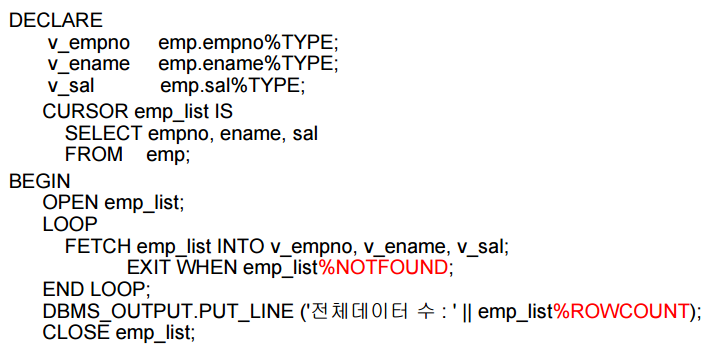 DECLARE
v_empno emp.empno%TYPE;
v_ename emp.ename%TYPE;
v_sal emp.sal%TYPE;
CURSOR emp_list IS
SELECT empno, ename, sal
FROM emp;
BEGIN
OPEN emp_list;
LOOP
FETCH emp_list INTO v_empno, v_ename, v_sal;
EXIT WHEN emp_list%NOTFOUND;
END LOOP;
DBMS_OUTPUT.PUT_LINE ('전체데이터 수 : ' || emp_list%ROWCOUNT);
CLOSE emp_list;